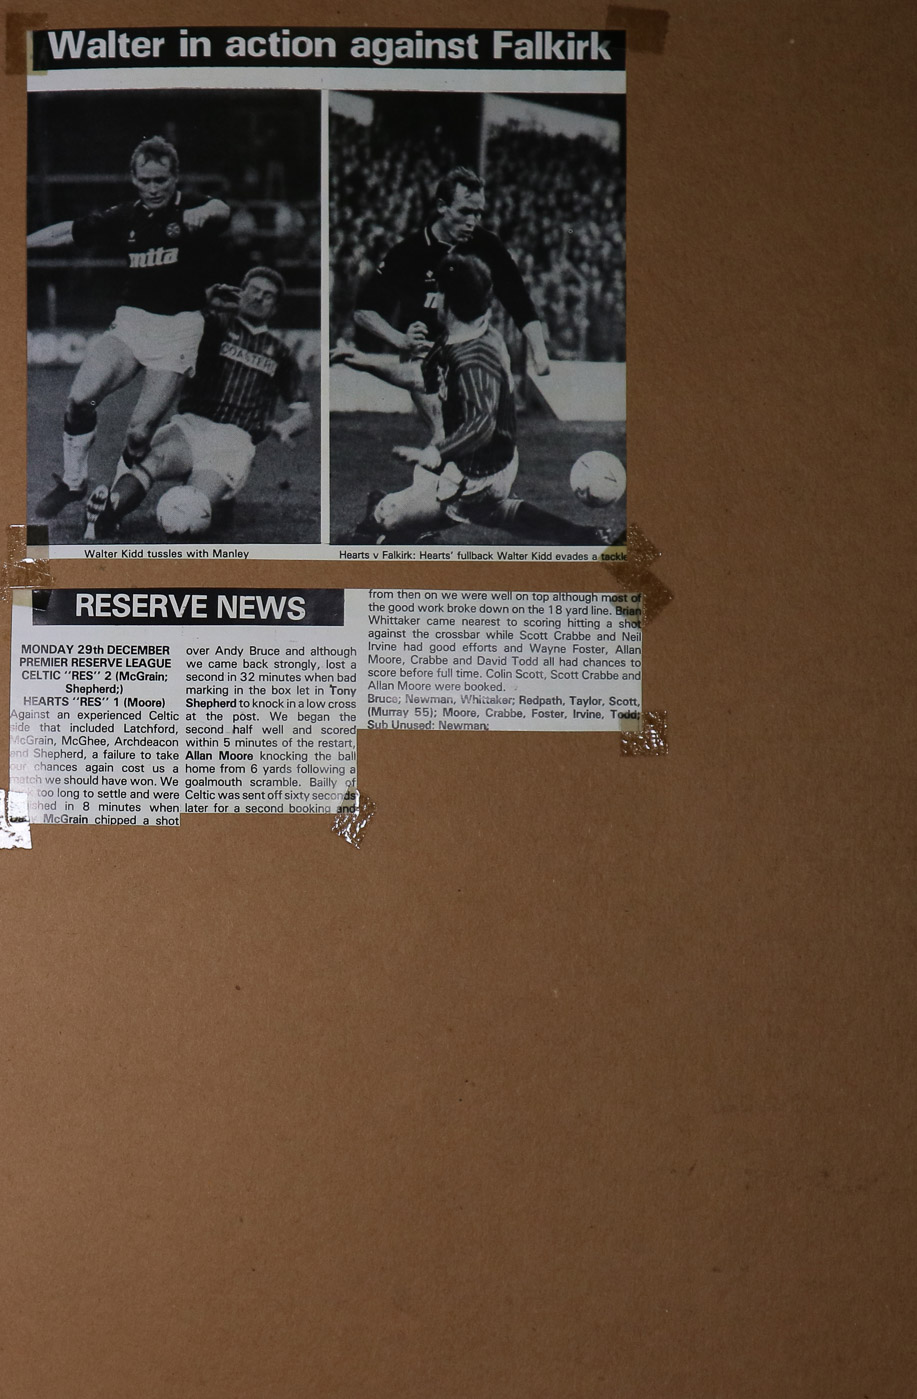 Walter in action against Falkirk
mita
COASTERS
Walter Kidd tussles with Manley
Hearts v Falkirk: Hearts' fullback Walter Kidd evades a tackle
RESERVE NEWS
MONDAY 29th DECEMBER
PREMIER RESERVE LEAGUE
CELTIC "RES" 2 (McGrain;
Shepherd;)
HEARTS "RES" 1 (Moore)
Against an experienced Celtic
side that included Latchford,
McGrain, McGhee, Archdeacon
and Shepherd, a failure to take
our chances again cost us a
match we should have won. We
too long to settle and were
in 8 minutes when
McGrain chipped a shot
over Andy Bruce and although
we came back strongly, lost a
second in 32 minutes when bad
marking in the box let in Tony
Shepherd to knock in a low cross
at the post. We began the
second half well and scored
within 5 minutes of the restart,
Allan Moore knocking the ball
home from 6 yards following a
goalmouth scramble. Bailly of
Celtic was sent off sixty seconds
later for a second booking and
from then on we were well on top although most of
the good work broke down on the 18 yard line. Brian
Whittaker came nearest to scoring hitting a shot
against the crossbar while Scott Crabbe and Neil
Irvine had good efforts and Wayne Foster, Allan
Moore, Crabbe and David Todd all had chances to
score before full time. Colin Scott, Scott Crabbe and
Allan Moore were booked.
Bruce; Newman, Whittaker; Redpath, Taylor, Scott,
(Murray 55); Moore, Crabbe, Foster, Irvine, Todd;
Sub Unused: Newman;